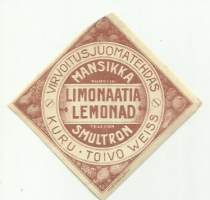 VIRVOITUSJUOMATEHDAS
MANSIKKA
LIMONAATIA
LEMONAD
SMULTRON
KURU · TOIVO WEISS